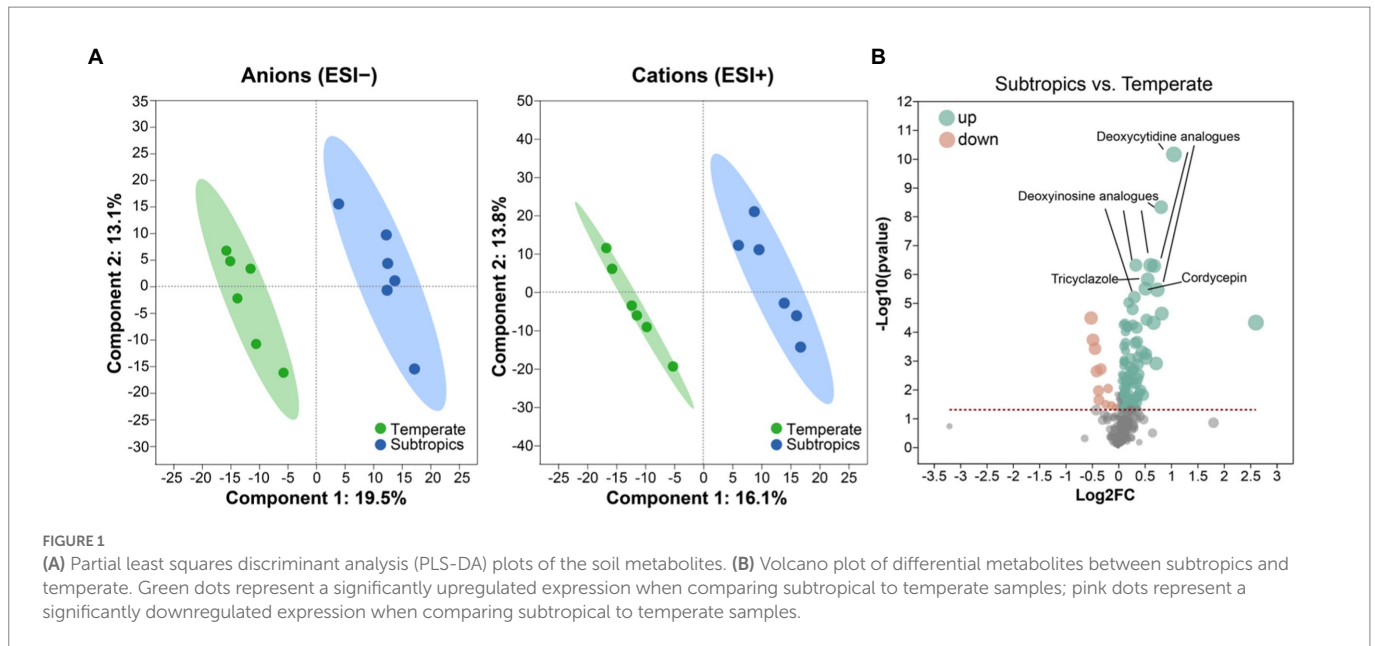 A
Anions (ESI−)
Component 2: 13.1%
35
30
25
20
15
10
5
0
-5
-10
-15
-20
-25
-30
Temperate
Subtropics
-25 -20 -15 -10 -5 0 5 10 15 20 25
Component 1: 19.5%
Cations (ESI+)
Component 2: 13.8%
50
40
30
20
10
0
-10
-20
-30
-40
Temperate
Subtropics
-25 -20 -15 -10 -5 0 5 10 15 20 25
Component 1: 16.1%
B
Subtropics vs. Temperate
-Log10(pvalue)
12
11
10
9
8
7
6
5
4
3
2
1
0
up
down
Deoxycytidine analogues
Deoxyinosine analogues
Tricyclazole
Cordycepin
-3.5 -3 -2.5 -2 -1.5 -1 -0.5 0 0.5 1 1.5 2 2.5 3
Log2FC
FIGURE 1
(A) Partial least squares discriminant analysis (PLS-DA) plots of the soil metabolites. (B) Volcano plot of differential metabolites between subtropics and
temperate. Green dots represent a significantly upregulated expression when comparing subtropical to temperate samples; pink dots represent a
significantly downregulated expression when comparing subtropical to temperate samples.